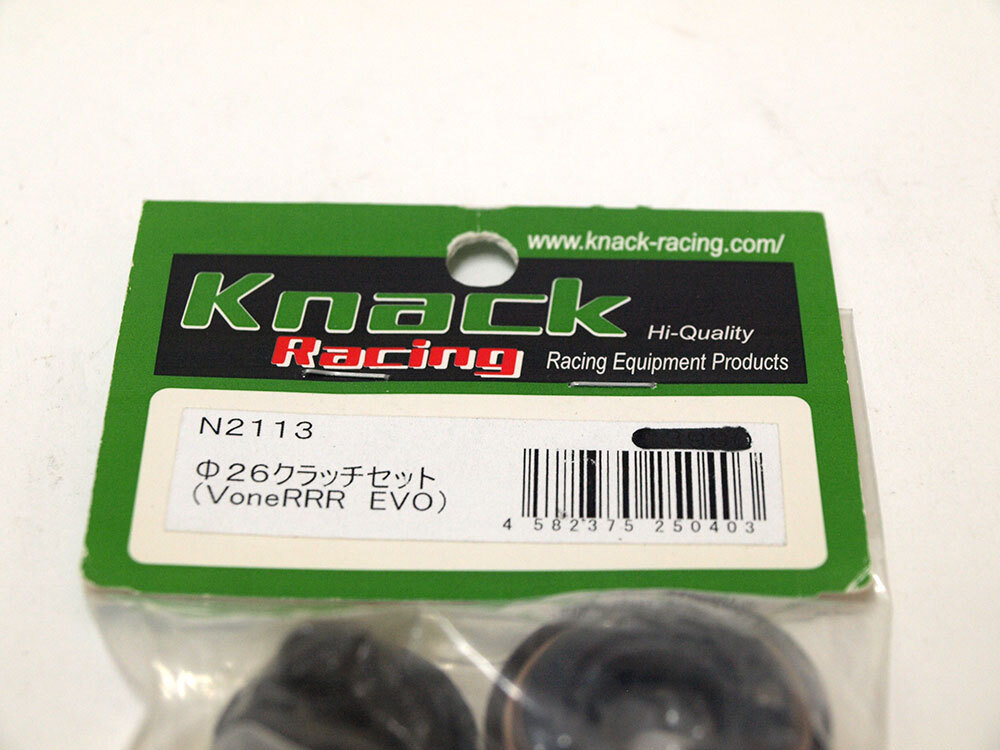 www.knack-racing.com/
Knack
Racing
Hi-Quality
Racing Equipment Products
N2113
Φ26クラッチセット
(VoneRRR EVO)
4 582375 250403